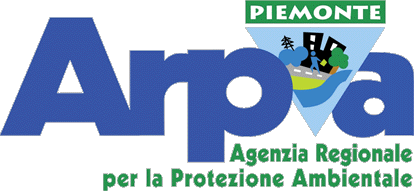 PIEMONTE
Arpa
Agenzia Regionale
per la Protezione Ambientale